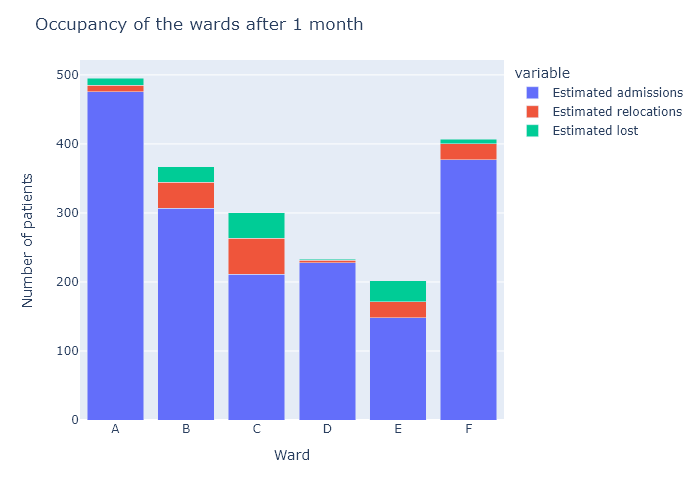 Occupancy of the wards after 1 month
variable
Estimated admissions
Estimated relocations
Estimated lost
Number of patients
500
400
300
200
100
0
A B C D E F
Ward